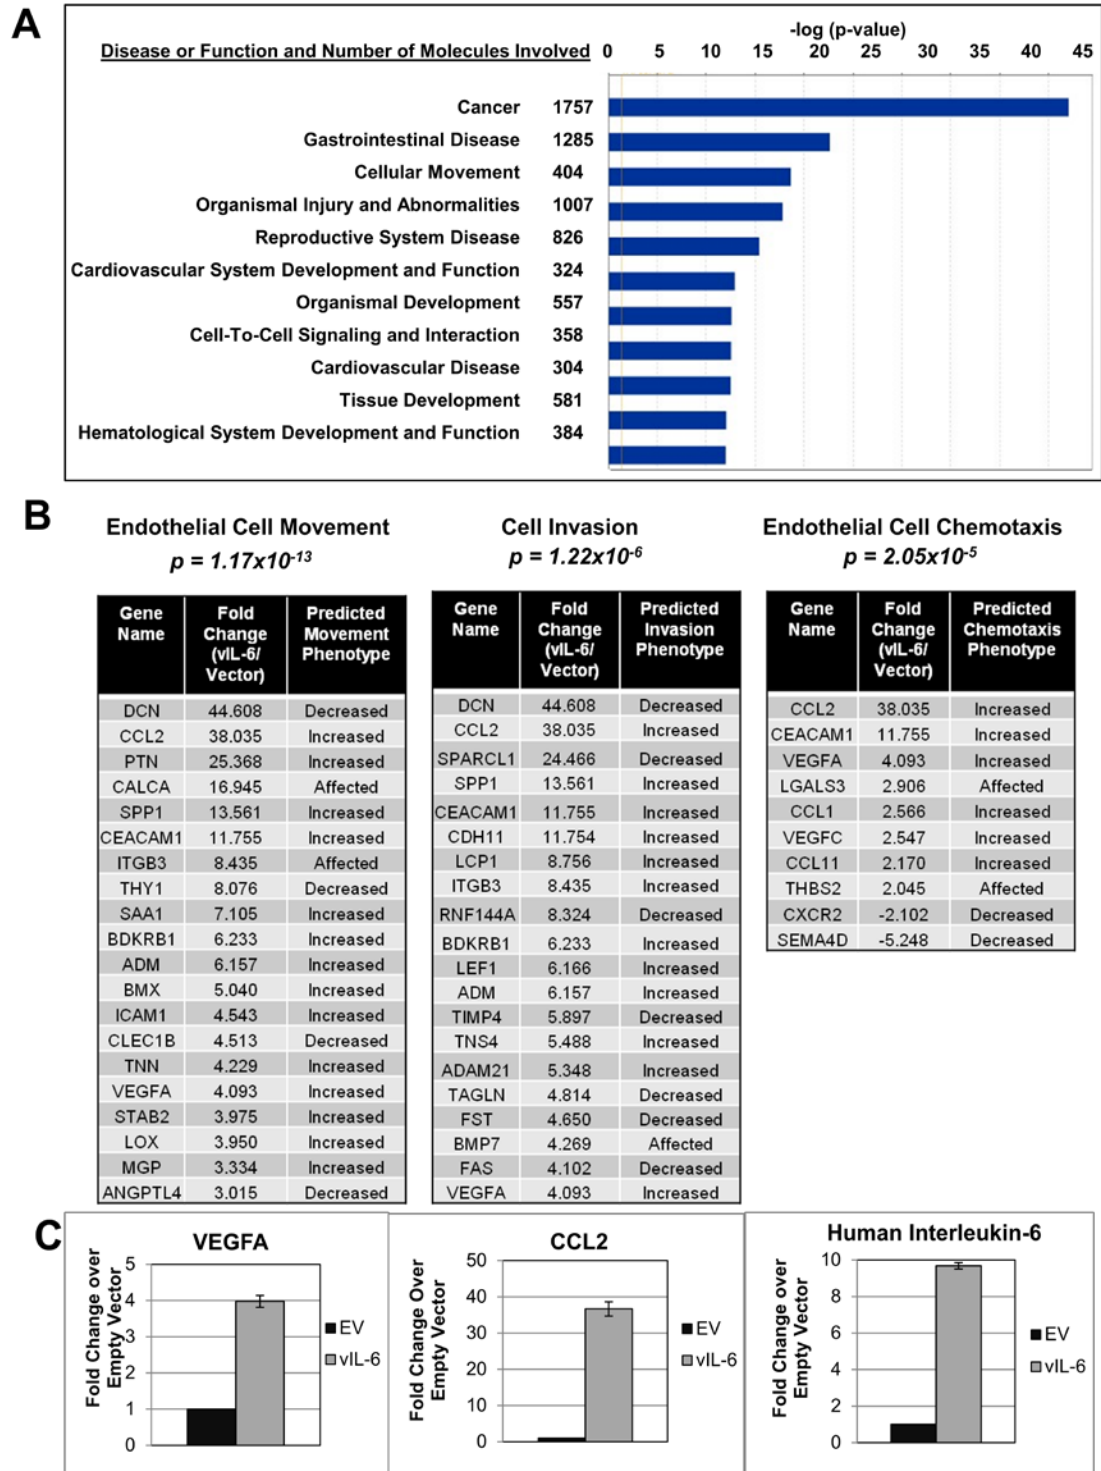 A
-log (p-value)
Disease or Function and Number of Molecules Involved 0 5 10 15 20 25 30 35 40 45
Cancer 1757
Gastrointestinal Disease 1285
Cellular Movement 404
Organismal Injury and Abnormalities 1007
Reproductive System Disease 826
Cardiovascular System Development and Function 324
Organismal Development 557
Cell-To-Cell Signaling and Interaction 358
Cardiovascular Disease 304
Tissue Development 581
Hematological System Development and Function 384
B
Endothelial Cell Movement
p = 1.17x10-13
Gene Name Fold Change (vIL-6/ Vector) Predicted Movement Phenotype
DCN 44.608 Decreased
CCL2 38.035 Increased
PTN 25.368 Increased
CALCA 16.945 Affected
SPP1 13.561 Increased
CEACAM1 11.755 Increased
ITGB3 8.435 Affected
THY1 8.076 Decreased
SAA1 7.105 Increased
BDKRB1 6.233 Increased
ADM 6.157 Increased
BMX 5.040 Increased
ICAM1 4.543 Increased
CLEC1B 4.513 Decreased
TNN 4.229 Increased
VEGFA 4.093 Increased
STAB2 3.975 Increased
LOX 3.950 Increased
MGP 3.334 Increased
ANGPTL4 3.015 Decreased
Cell Invasion
p = 1.22x10-6
Gene Name Fold Change (vIL-6/ Vector) Predicted Invasion Phenotype
DCN 44.608 Decreased
CCL2 38.035 Increased
SPARCL1 24.466 Decreased
SPP1 13.561 Increased
CEACAM1 11.755 Increased
CDH11 11.754 Increased
LCP1 8.756 Increased
ITGB3 8.435 Increased
RNF144A 8.324 Decreased
BDKRB1 6.233 Increased
LEF1 6.166 Increased
ADM 6.157 Increased
TIMP4 5.897 Decreased
TNS4 5.488 Increased
ADAM21 5.348 Increased
TAGLN 4.814 Decreased
FST 4.650 Decreased
BMP7 4.269 Affected
FAS 4.102 Decreased
VEGFA 4.093 Increased
Endothelial Cell Chemotaxis
p = 2.05x10-5
Gene Name Fold Change (vIL-6/ Vector) Predicted Chemotaxis Phenotype
CCL2 38.035 Increased
CEACAM1 11.755 Increased
VEGFA 4.093 Increased
LGALS3 2.906 Affected
CCL1 2.566 Increased
VEGFC 2.547 Increased
CCL11 2.170 Increased
THBS2 2.045 Affected
CXCR2 -2.102 Decreased
SEMA4D -5.248 Decreased
C
VEGFA
Fold Change over
Empty Vector
5
4
3
2
1
0
EV
vIL-6
CCL2
Fold Change Over
Empty Vector
50
40
30
20
10
0
EV
vIL-6
Human Interleukin-6
Fold Change over
Empty Vector
10
8
6
4
2
0
EV
vIL-6